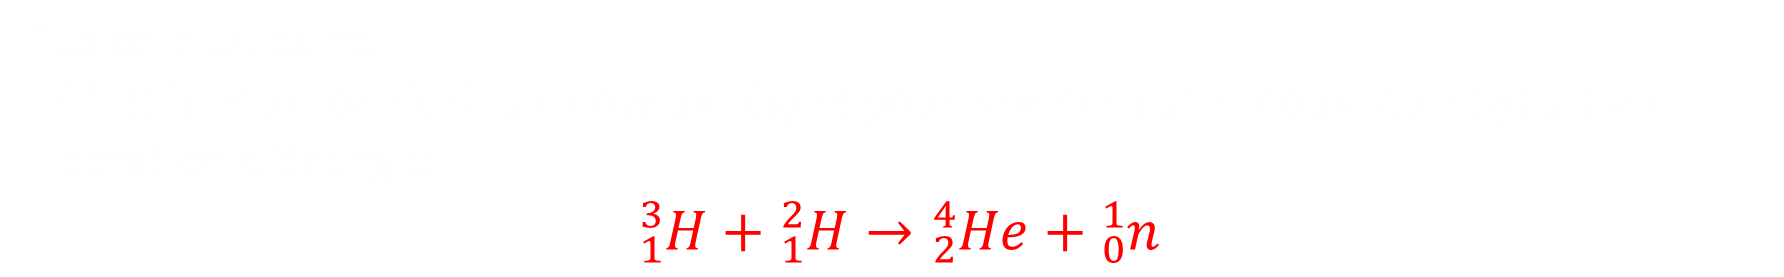 ³₁H + ²₁H → ⁴₂He + ¹₀n